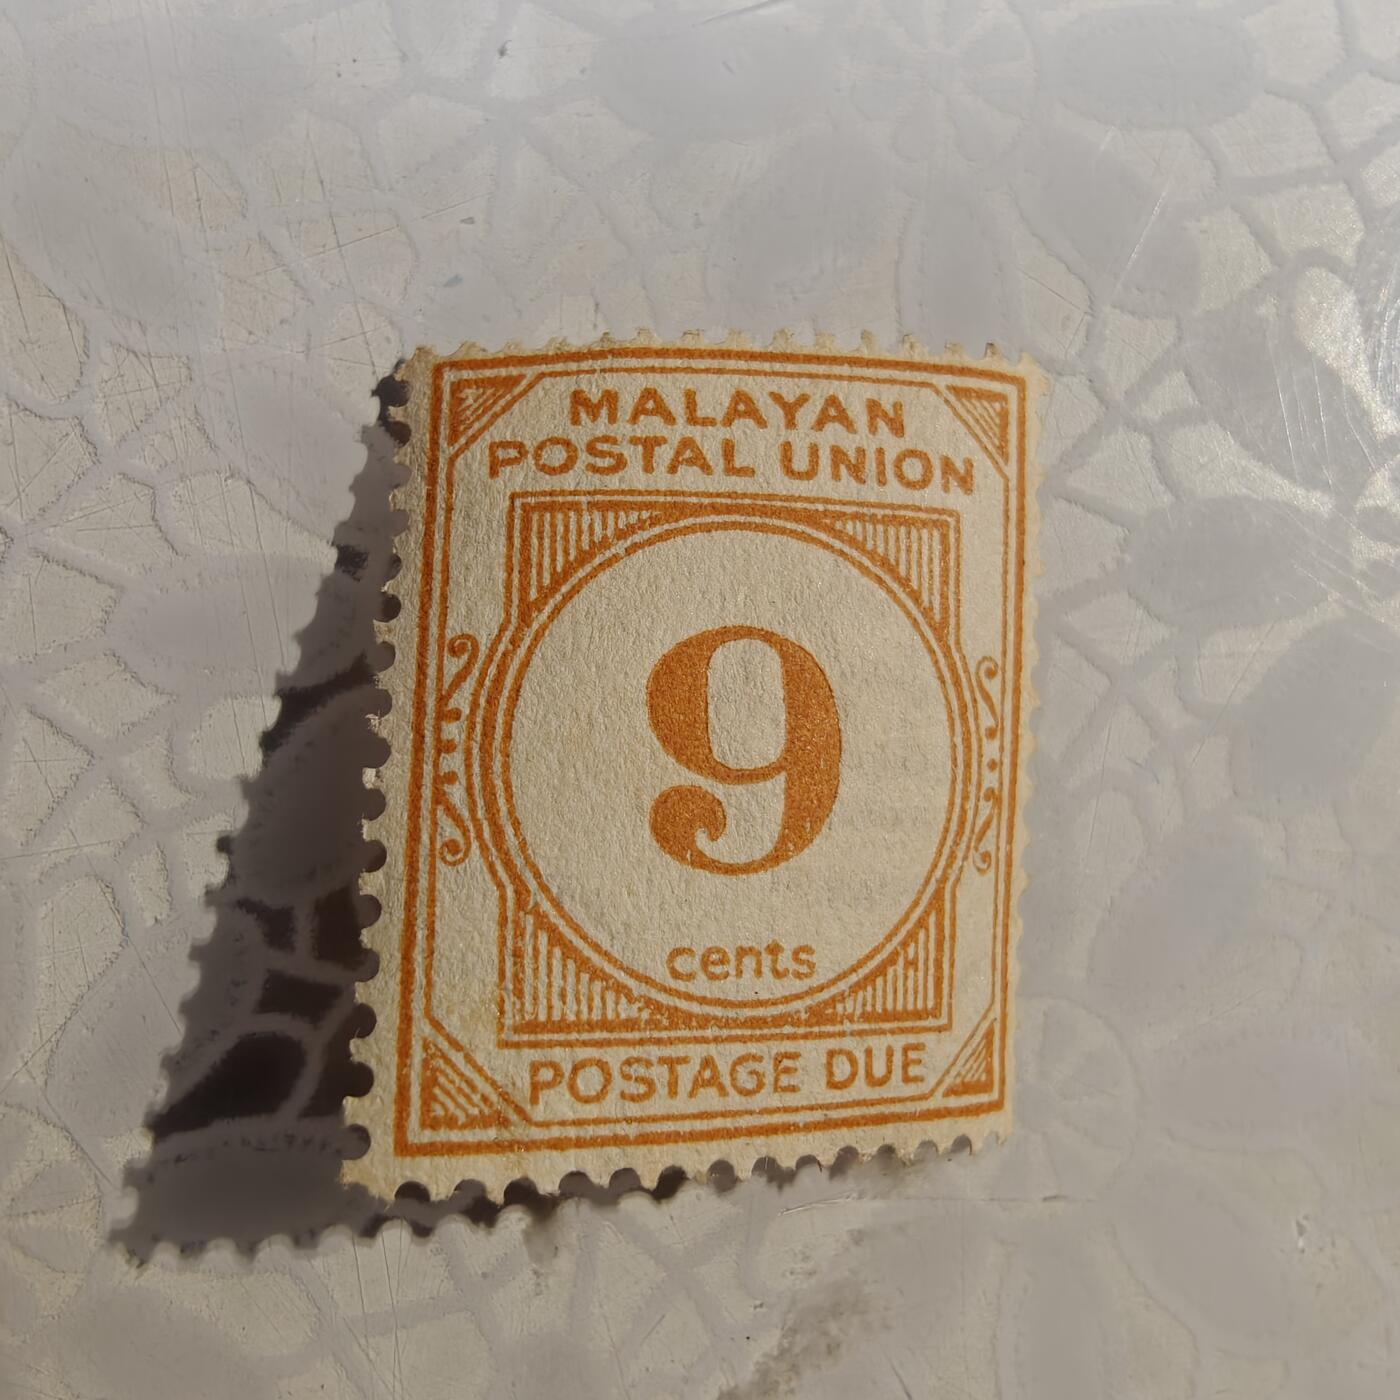 MALAYAN
POSTAL UNION
9
cents
POSTAGE DUE